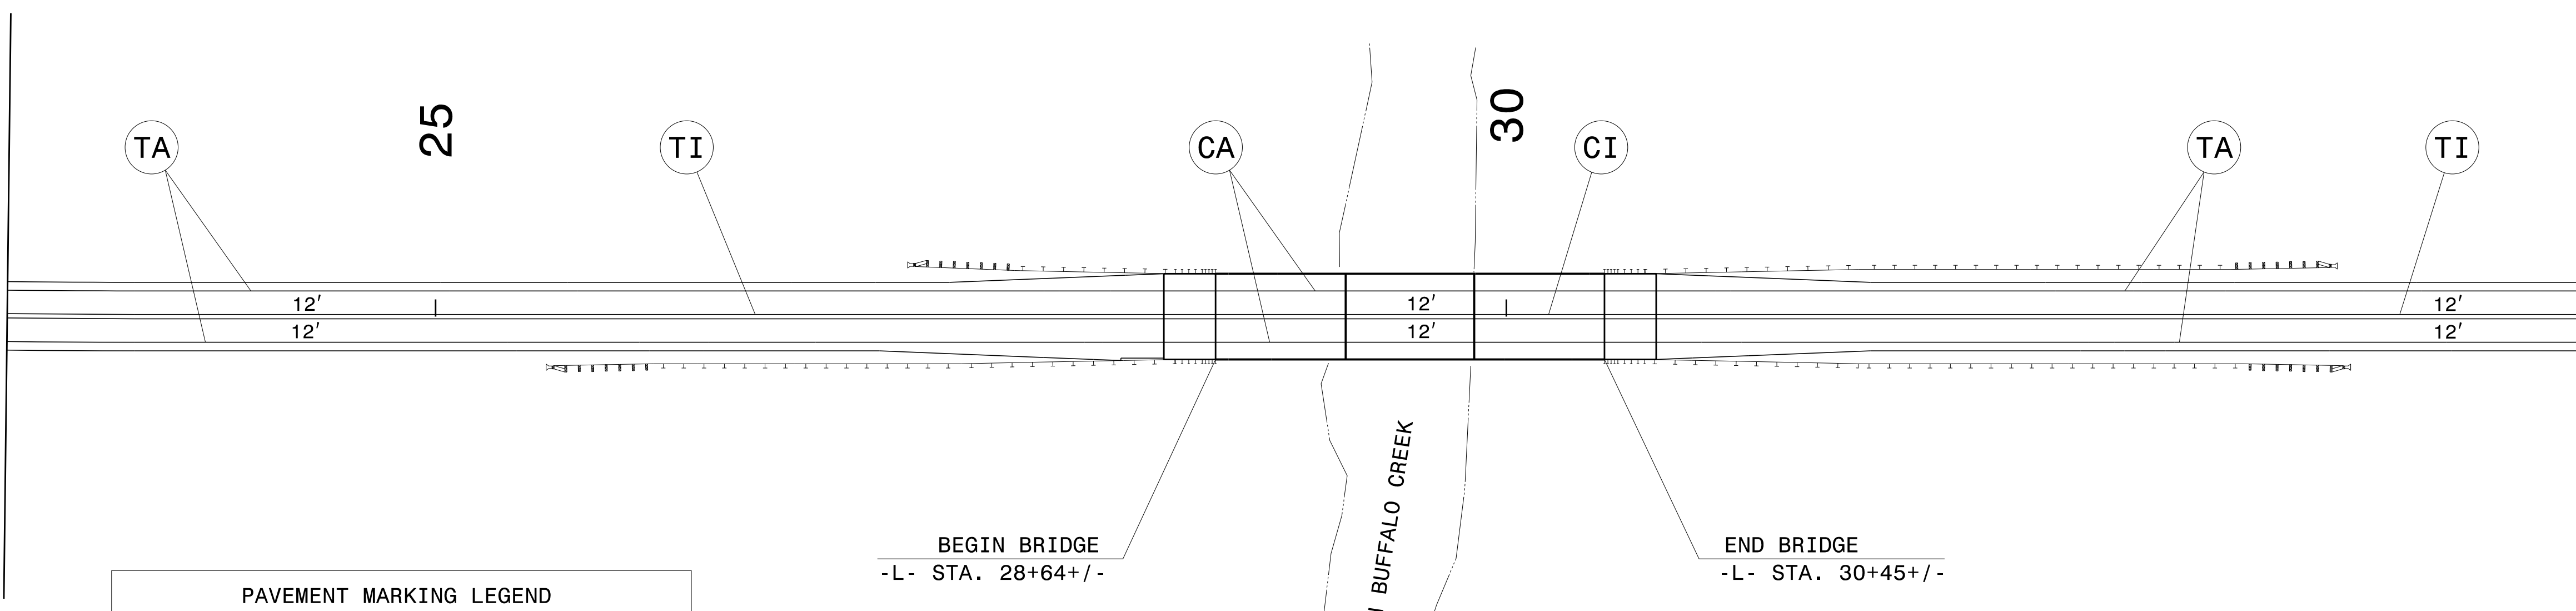 25
30
TA
TI
CA
CI
TA
TI
12'
12'
12'
12'
12'
12'
BUFFALO CREEK
BEGIN BRIDGE
-L- STA. 28+64+/-
END BRIDGE
-L- STA. 30+45+/-
PAVEMENT MARKING LEGEND